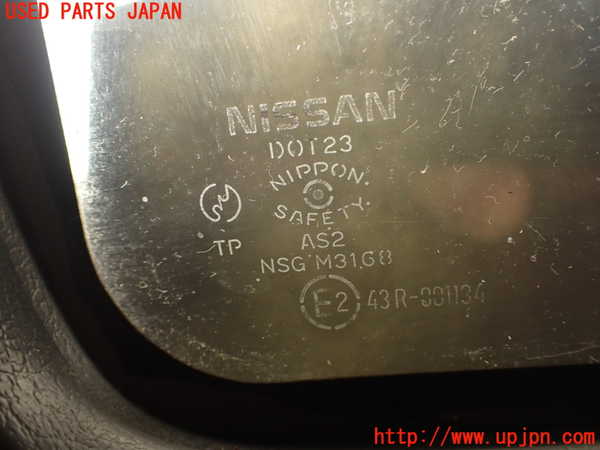 USED PARTS JAPAN
NISSAN
DOT23
NIPPON.
SAFETY.
TP
AS2
NSG M31G8
E2 43R-001134
http://www.upjpn.com/